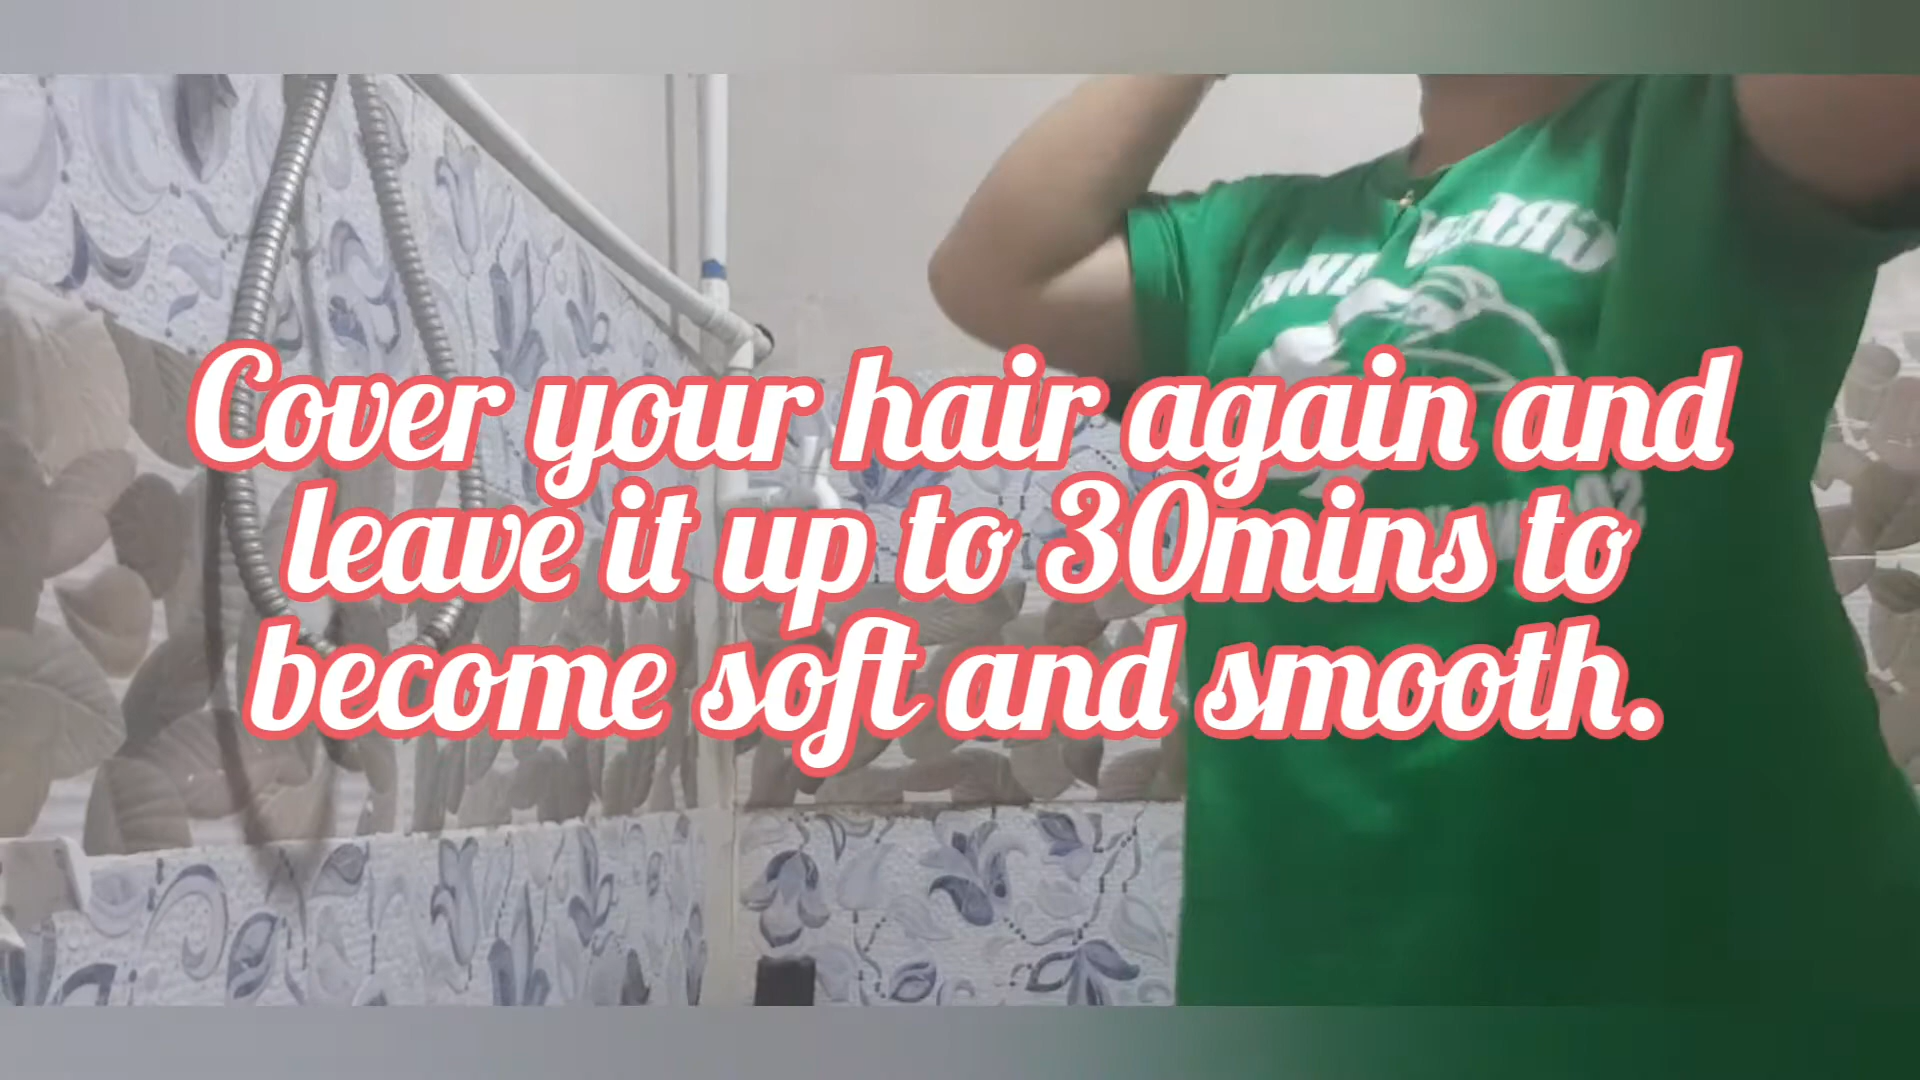 Cover your hair again and
leave it up to 30mins to
become soft and smooth.